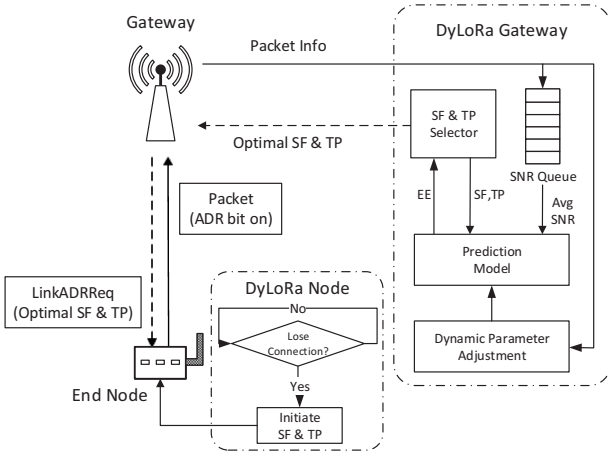 Gateway
Packet Info
DyLoRa Gateway
SF & TP
Selector
Optimal SF & TP
SNR Queue
EE
SF,TP
Avg
SNR
Packet
(ADR bit on)
Prediction
Model
LinkADRReq
(Optimal SF & TP)
DyLoRa Node
No
Lose
Connection?
Dynamic Parameter
Adjustment
Yes
End Node
Initiate
SF & TP